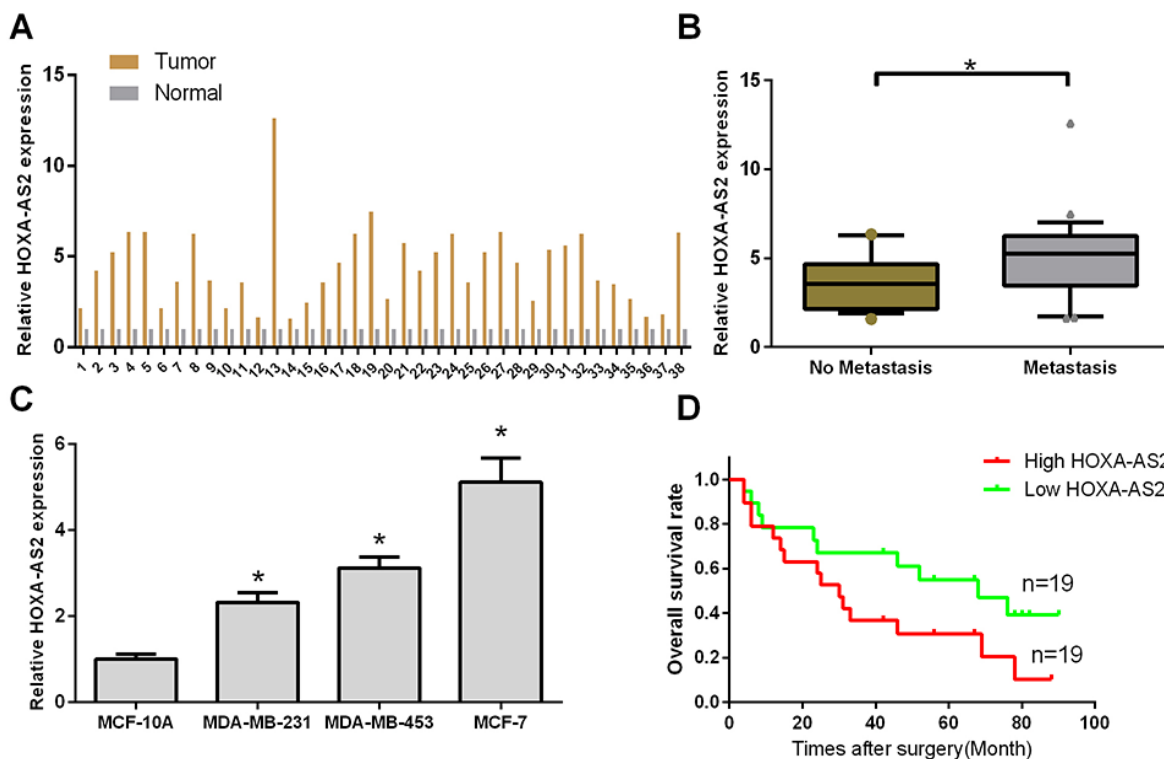 A
Tumor
Normal
Relative HOXA-AS2 expression
15
10
5
0
1 2 3 4 5 6 7 8 9 10 11 12 13 14 15 16 17 18 19 20 21 22 23 24 25 26 27 28 29 30 31 32 33 34 35 36 37 38
B
*
Relative HOXA-AS2 expression
15
10
5
0
No Metastasis Metastasis
C
Relative HOXA-AS2 expression
6
4
2
0
* * *
MCF-10A MDA-MB-231 MDA-MB-453 MCF-7
D
High HOXA-AS2
Low HOXA-AS2
Overall survival rate
1.0
0.8
0.6
0.4
0.2
0.0
n=19
n=19
0 20 40 60 80 100
Times after surgery(Month)